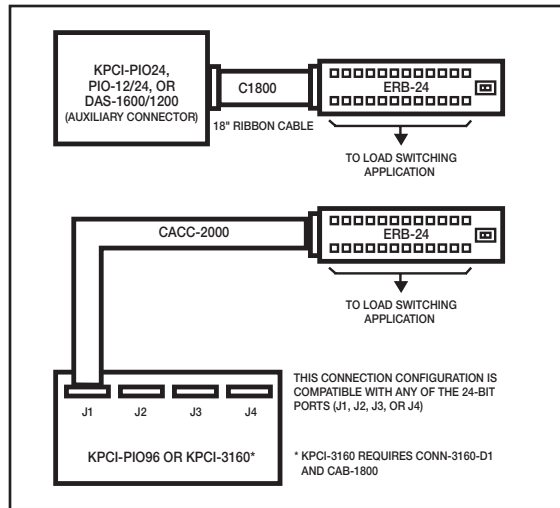 KPCI-PIO24,
PIO-12/24, OR
DAS-1600/1200
(AUXILIARY CONNECTOR)
C1800
18" RIBBON CABLE
ERB-24
TO LOAD SWITCHING
APPLICATION
CACC-2000
ERB-24
TO LOAD SWITCHING
APPLICATION
J1 J2 J3 J4
KPCI-PIO96 OR KPCI-3160*
THIS CONNECTION CONFIGURATION IS
COMPATIBLE WITH ANY OF THE 24-BIT
PORTS (J1, J2, J3, OR J4)
* KPCI-3160 REQUIRES CONN-3160-D1
AND CAB-1800